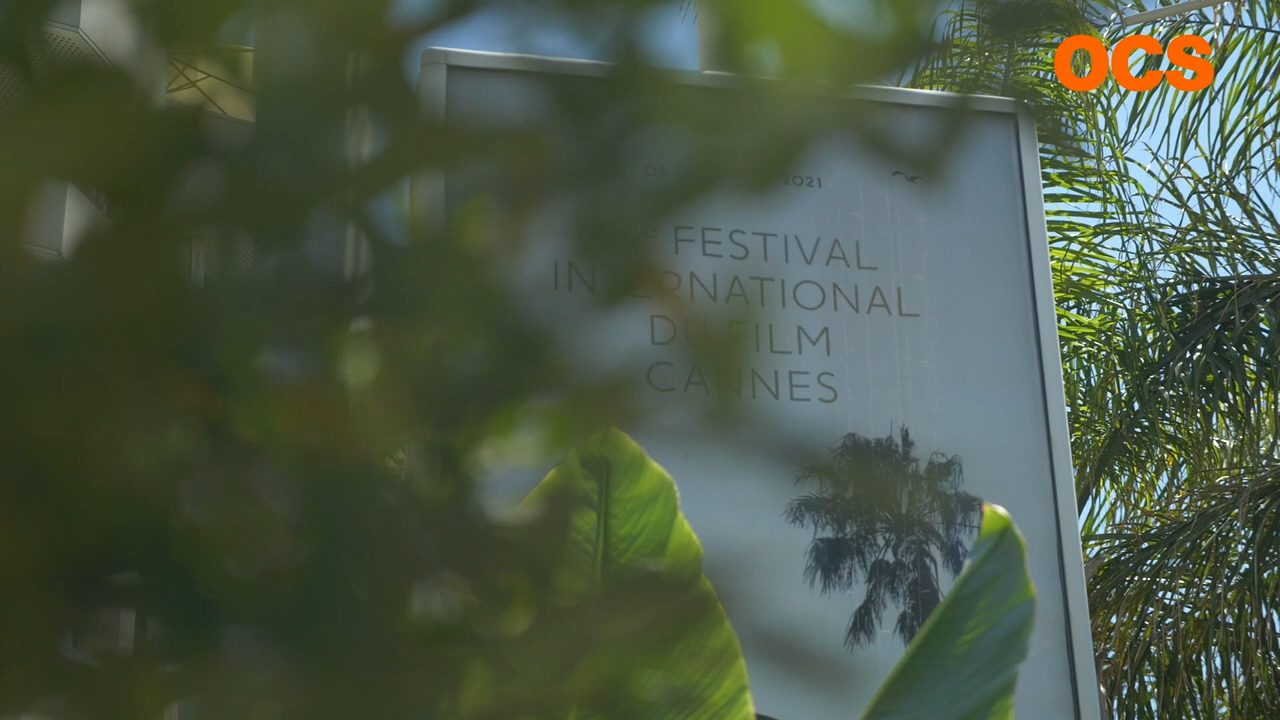 OCS
2021
FESTIVAL
INTERNATIONAL
DU FILM
CANNES